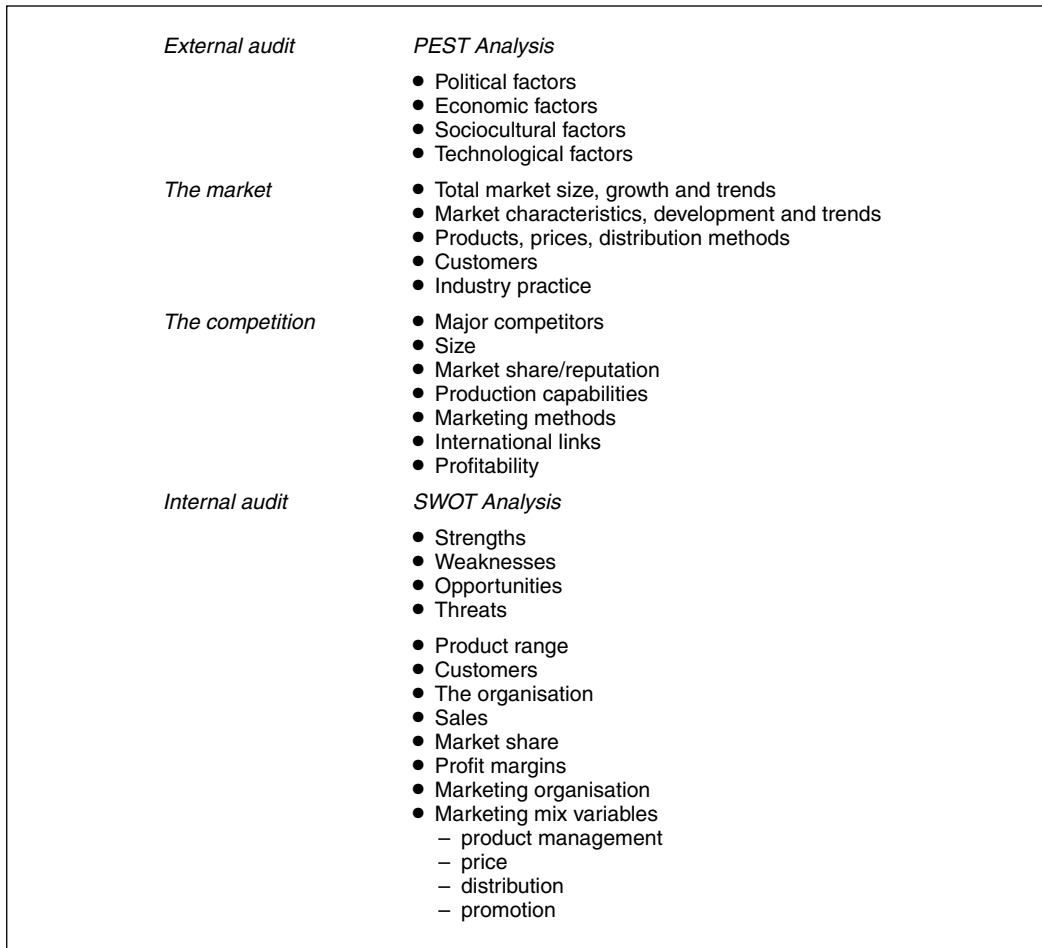 External audit PEST Analysis
● Political factors
● Economic factors
● Sociocultural factors
● Technological factors
The market ● Total market size, growth and trends
● Market characteristics, development and trends
● Products, prices, distribution methods
● Customers
● Industry practice
The competition ● Major competitors
● Size
● Market share/reputation
● Production capabilities
● Marketing methods
● International links
● Profitability
Internal audit SWOT Analysis
● Strengths
● Weaknesses
● Opportunities
● Threats
● Product range
● Customers
● The organisation
● Sales
● Market share
● Profit margins
● Marketing organisation
● Marketing mix variables
– product management
– price
– distribution
– promotion